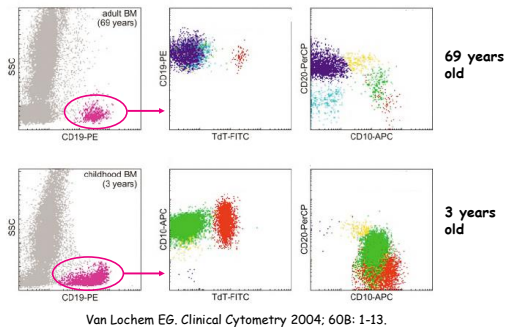 adult BM
(69 years)
SSC
CD19-PE
CD19-PE
TdT-FITC
CD20-PerCP
CD10-APC
69 years
old
childhood BM
(3 years)
SSC
CD19-PE
CD10-APC
TdT-FITC
CD20-PerCP
CD10-APC
3 years
old
Van Lochem EG. Clinical Cytometry 2004; 60B: 1-13.